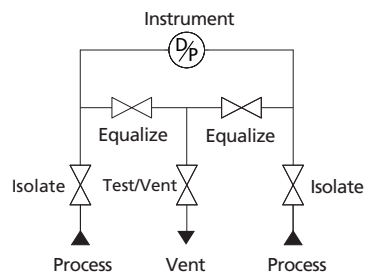 Instrument
D/P
Equalize
Equalize
Isolate
Test/Vent
Isolate
Process
Vent
Process